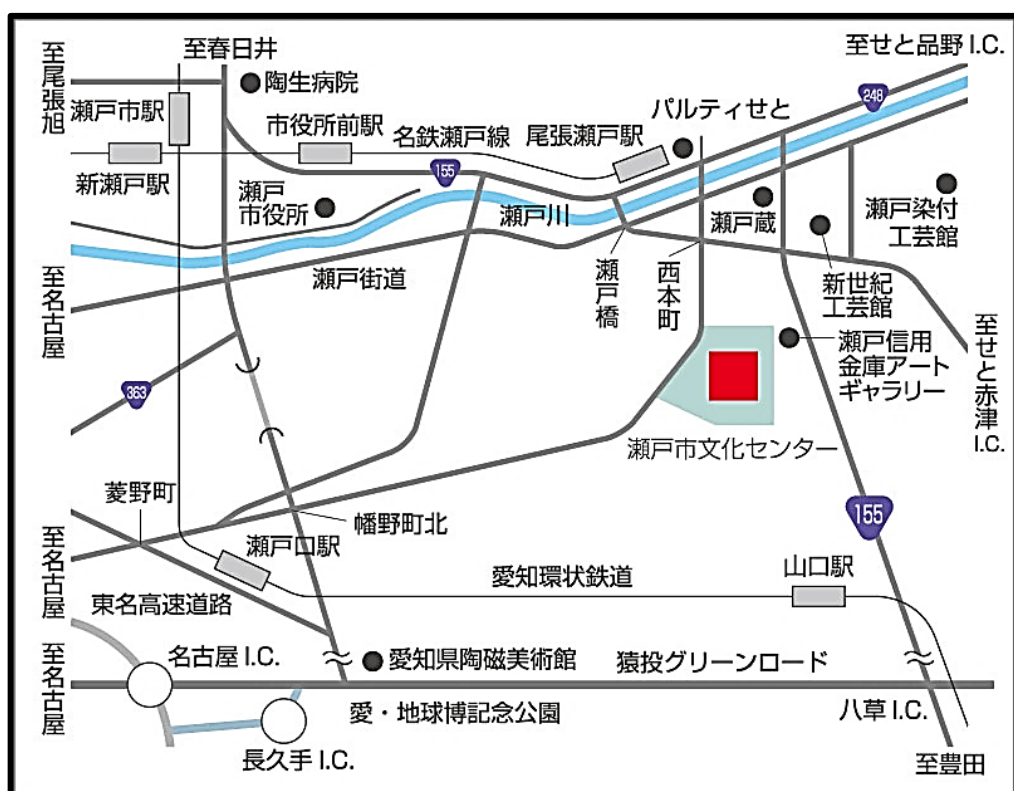 至春日井
至せと品野 I.C.
至尾張旭
陶生病院
248
瀬戸市駅
パルティせと
市役所前駅
名鉄瀬戸線
尾張瀬戸駅
新瀬戸駅
155
瀬戸
市役所
瀬戸川
瀬戸蔵
瀬戸染付
工芸館
至名古屋
瀬戸街道
瀬戸橋
西本町
新世紀
工芸館
至せと赤津I.C.
瀬戸信用
金庫アート
ギャラリー
363
瀬戸市文化センター
菱野町
幡野町北
155
至名古屋
瀬戸口駅
愛知環状鉄道
山口駅
東名高速道路
至名古屋
名古屋 I.C.
愛知県陶磁美術館
猿投グリーンロード
愛・地球博記念公園
八草 I.C.
長久手 I.C.
至豊田